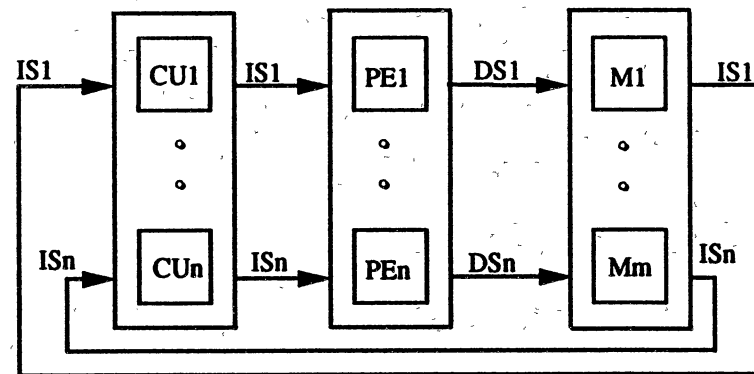 IS1 CU1 IS1 PE1 DS1 M1 IS1
ISn CUn ISn PEn DSn Mm ISn